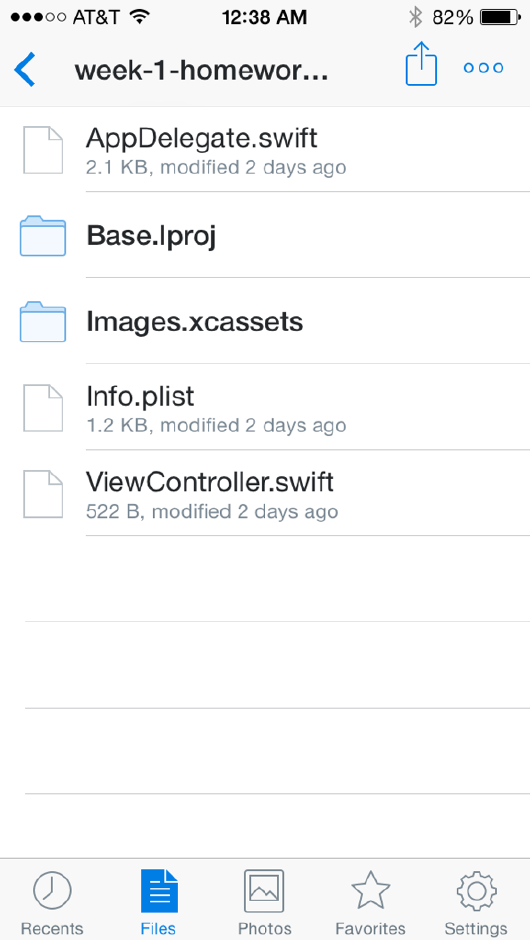 AT&T 12:38 AM 82%
week-1-homewor...
AppDelegate.swift
2.1 KB, modified 2 days ago
Base.lproj
Images.xcassets
Info.plist
1.2 KB, modified 2 days ago
ViewController.swift
522 B, modified 2 days ago
Recents Files Photos Favorites Settings